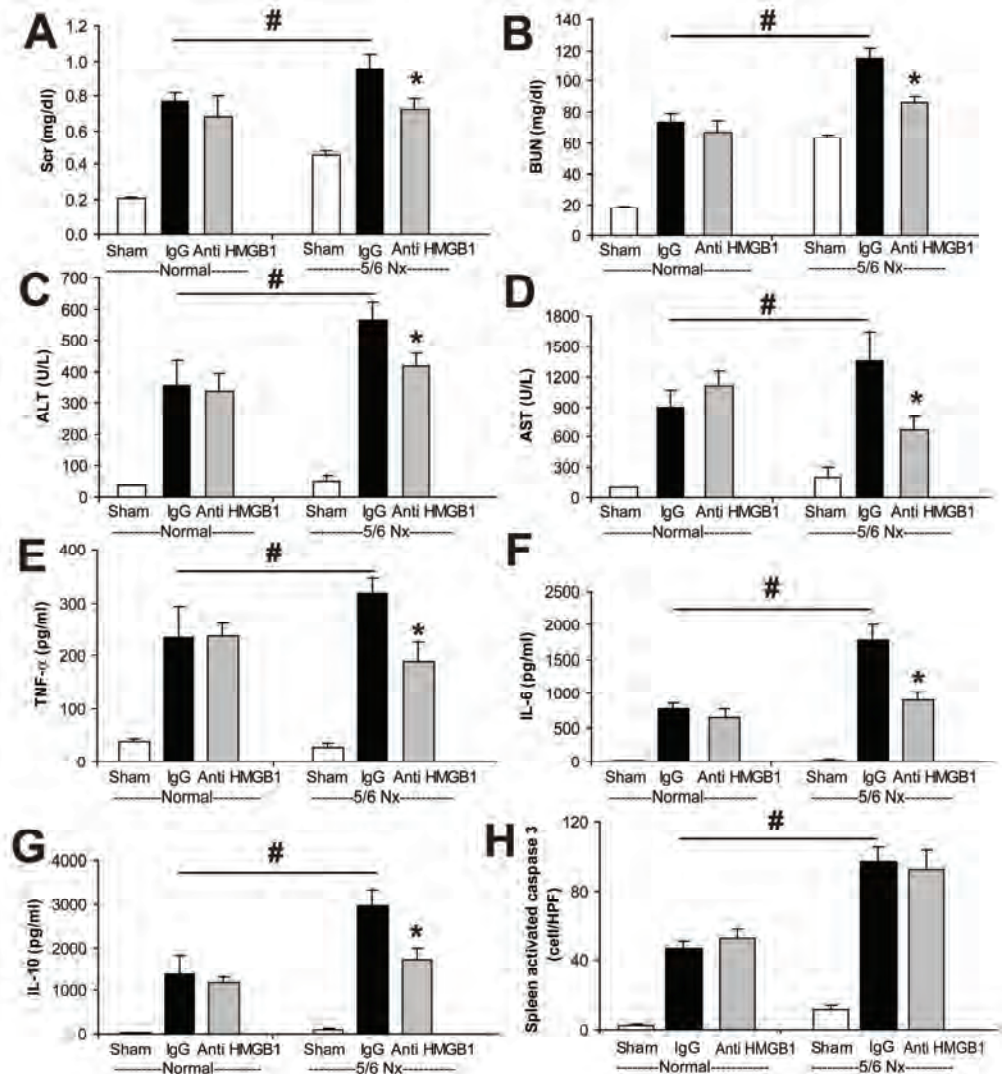 A
Scr (mg/dl)
1.2
1.0
0.8
0.6
0.4
0.2
0.0
#
*
Sham IgG Anti HMGB1 Sham IgG Anti HMGB1
-------Normal------- --------5/6 Nx--------
B
BUN (mg/dl)
140
120
100
80
60
40
20
0
#
*
Sham IgG Anti HMGB1 Sham IgG Anti HMGB1
-------Normal------- --------5/6 Nx--------
C
ALT (U/L)
700
600
500
400
300
200
100
0
#
*
Sham IgG Anti HMGB1 Sham IgG Anti HMGB1
-------Normal------- --------5/6 Nx--------
D
AST (U/L)
1800
1500
1200
900
600
300
0
#
*
Sham IgG Anti HMGB1 Sham IgG Anti HMGB1
-------Normal------- --------5/6 Nx--------
E
TNF-α (pg/ml)
400
300
200
100
0
#
*
Sham IgG Anti HMGB1 Sham IgG Anti HMGB1
-------Normal------- --------5/6 Nx--------
F
IL-6 (pg/ml)
2500
2000
1500
1000
500
0
#
*
Sham IgG Anti HMGB1 Sham IgG Anti HMGB1
-------Normal------- --------5/6 Nx--------
G
IL-10 (pg/ml)
4000
3000
2000
1000
0
#
*
Sham IgG Anti HMGB1 Sham IgG Anti HMGB1
-------Normal------- --------5/6 Nx--------
H
Spleen activated caspase 3
(cell/HPF)
120
80
40
0
#
Sham IgG Anti HMGB1 Sham IgG Anti HMGB1
-------Normal------- --------5/6 Nx--------